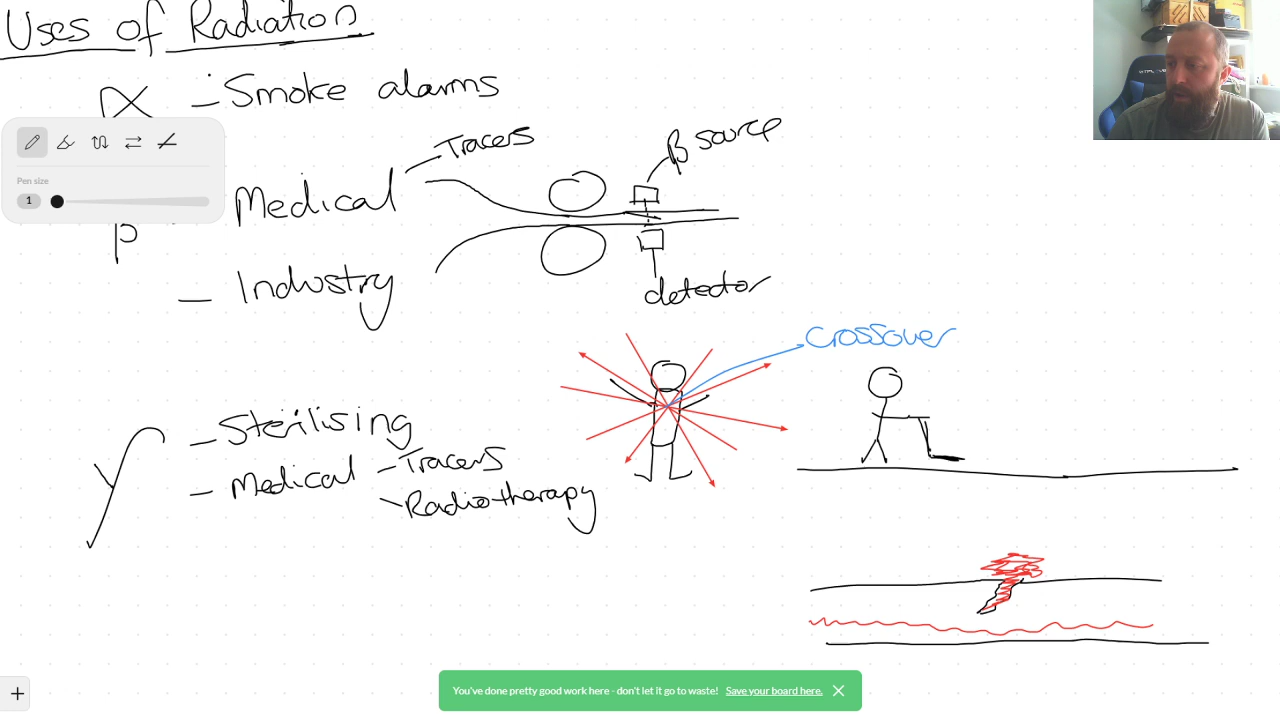 Uses of Radiation
α - Smoke alarms
Pen size
1
β
- Medical - Tracers
- Industry
β source
detector
crossover
γ
- Sterilising
- Medical - Tracers
- Radiotherapy
You've done pretty good work here - don't let it go to waste! Save your board here.